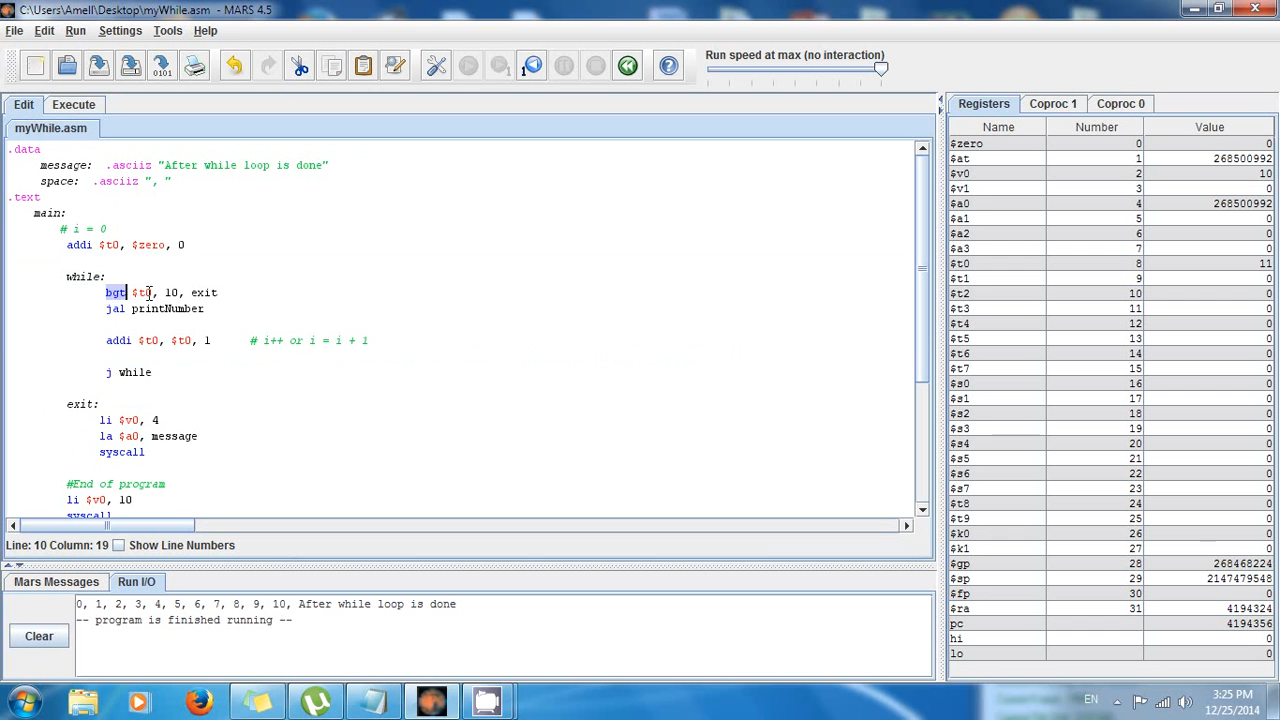 C:\Users\Amell\Desktop\myWhile.asm - MARS 4.5
File Edit Run Settings Tools Help
Run speed at max (no interaction)
Edit Execute
myWhile.asm
.data
message: .asciiz "After while loop is done"
space: .asciiz ", "
.text
main:
# i = 0
addi $t0, $zero, 0
while:
bgt $t0, 10, exit
jal printNumber
addi $t0, $t0, 1 # i++ or i = i + 1
j while
exit:
li $v0, 4
la $a0, message
syscall
#End of program
li $v0, 10
syscall
Line: 10 Column: 19 Show Line Numbers
Mars Messages Run I/O
0, 1, 2, 3, 4, 5, 6, 7, 8, 9, 10, After while loop is done
-- program is finished running --
Clear
Registers Coproc 1 Coproc 0
Name Number Value
$zero 0 0
$at 1 268500992
$v0 2 10
$v1 3 0
$a0 4 268500992
$a1 5 0
$a2 6 0
$a3 7 0
$t0 8 11
$t1 9 0
$t2 10 0
$t3 11 0
$t4 12 0
$t5 13 0
$t6 14 0
$t7 15 0
$s0 16 0
$s1 17 0
$s2 18 0
$s3 19 0
$s4 20 0
$s5 21 0
$s6 22 0
$s7 23 0
$t8 24 0
$t9 25 0
$k0 26 0
$k1 27 0
$gp 28 268468224
$sp 29 2147479548
$fp 30 0
$ra 31 4194324
pc 4194356
hi 0
lo 0
EN
3:25 PM
12/25/2014